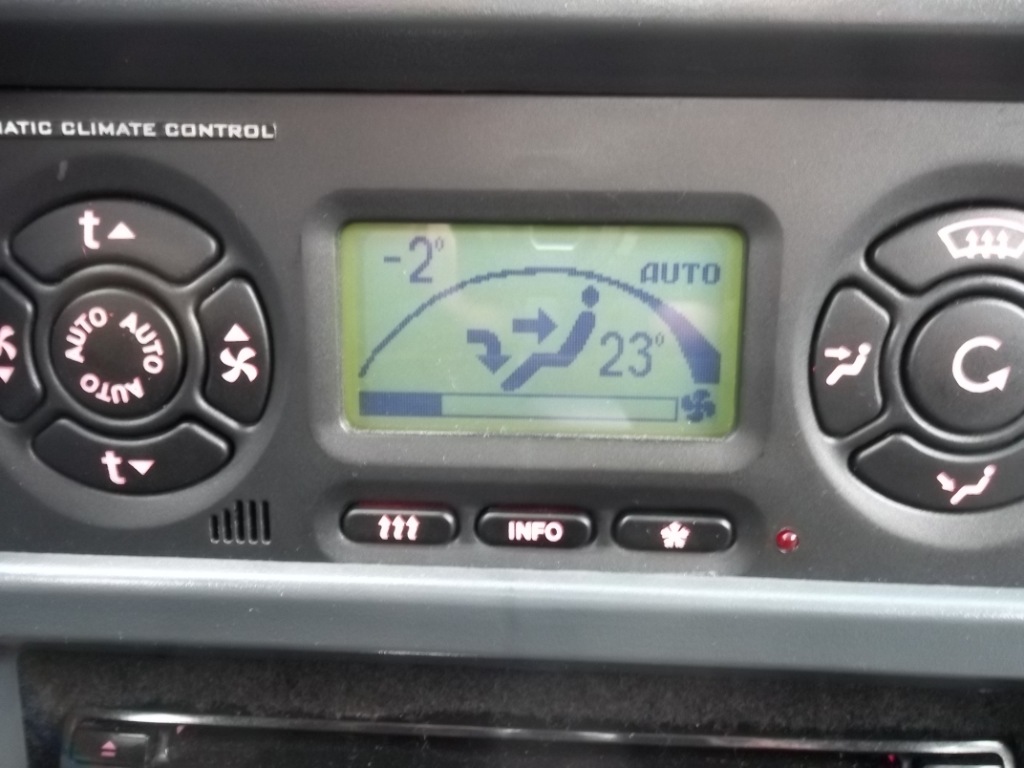 MATIC CLIMATE CONTROL
t
-2°
AUTO
AUTO AUTO AUTO
23°
t
INFO